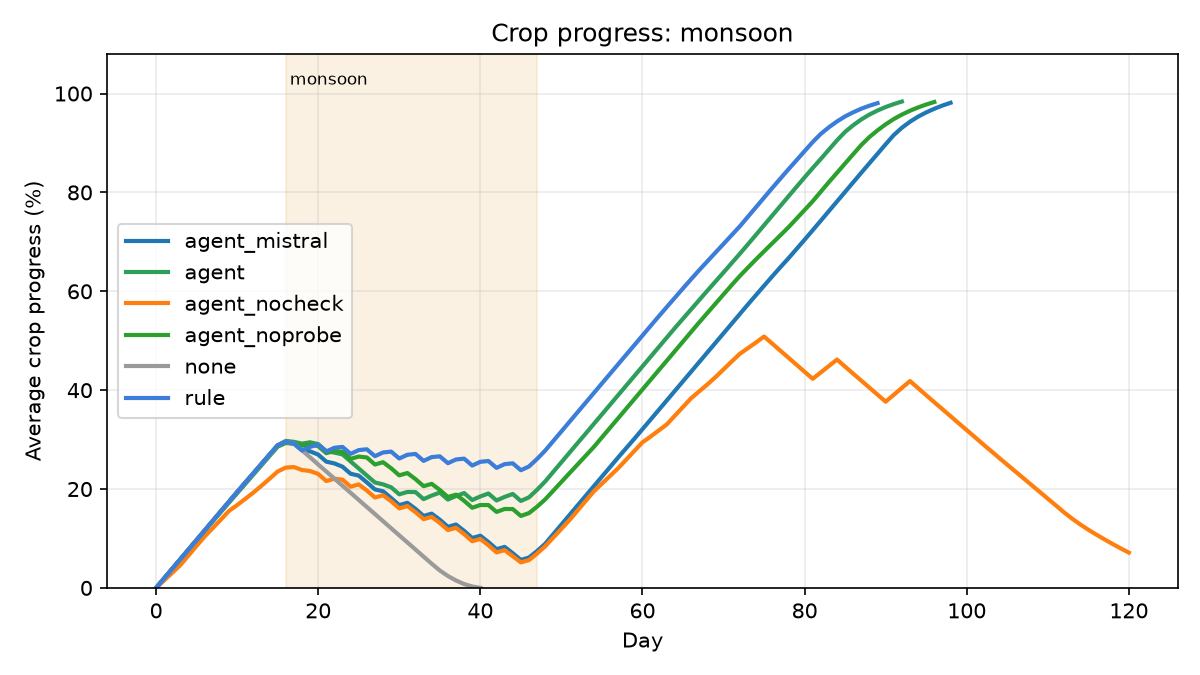 Crop progress: monsoon
monsoon
100
80
60
40
20
0
Average crop progress (%)
agent_mistral
agent
agent_nocheck
agent_noprobe
none
rule
0 20 40 60 80 100 120
Day